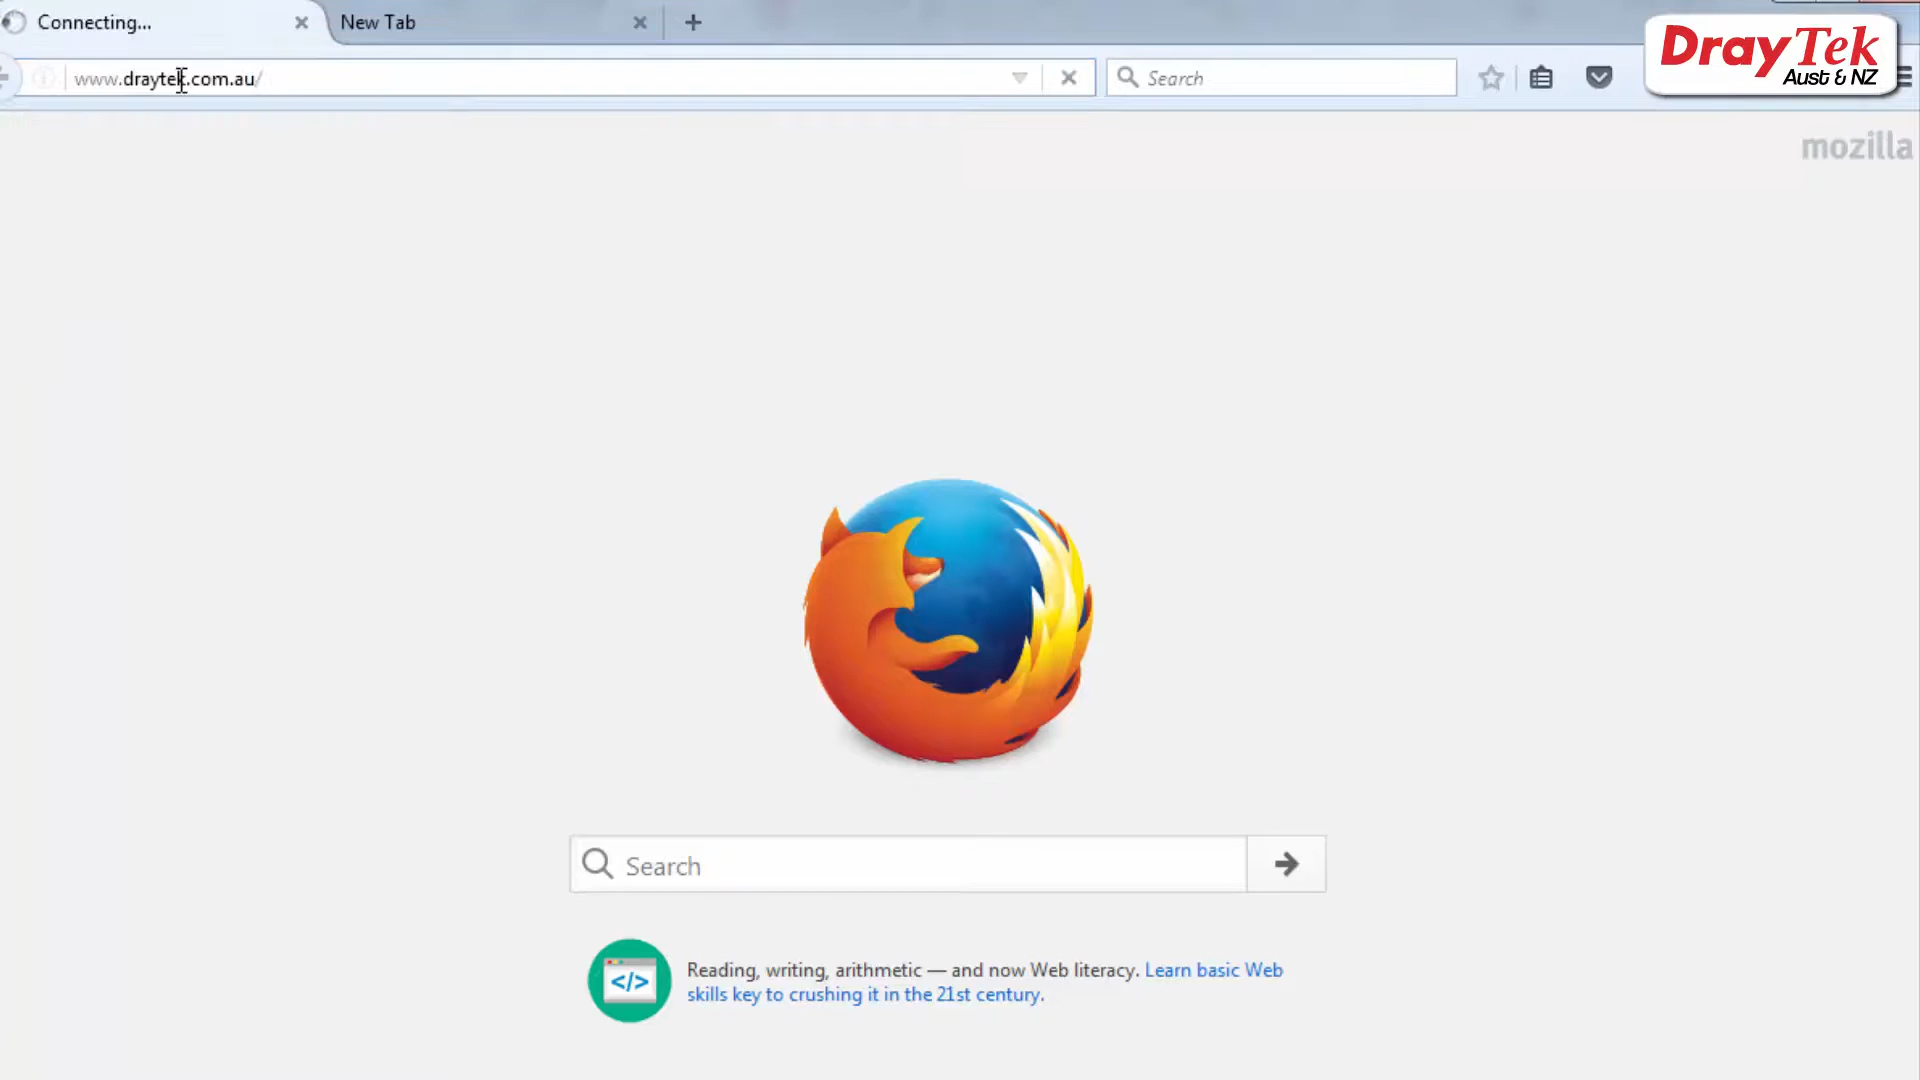 Connecting...
New Tab
www.draytek.com.au/
Search
DrayTek
Aust & NZ
mozilla
Search
</>
Reading, writing, arithmetic — and now Web literacy. Learn basic Web
skills key to crushing it in the 21st century.